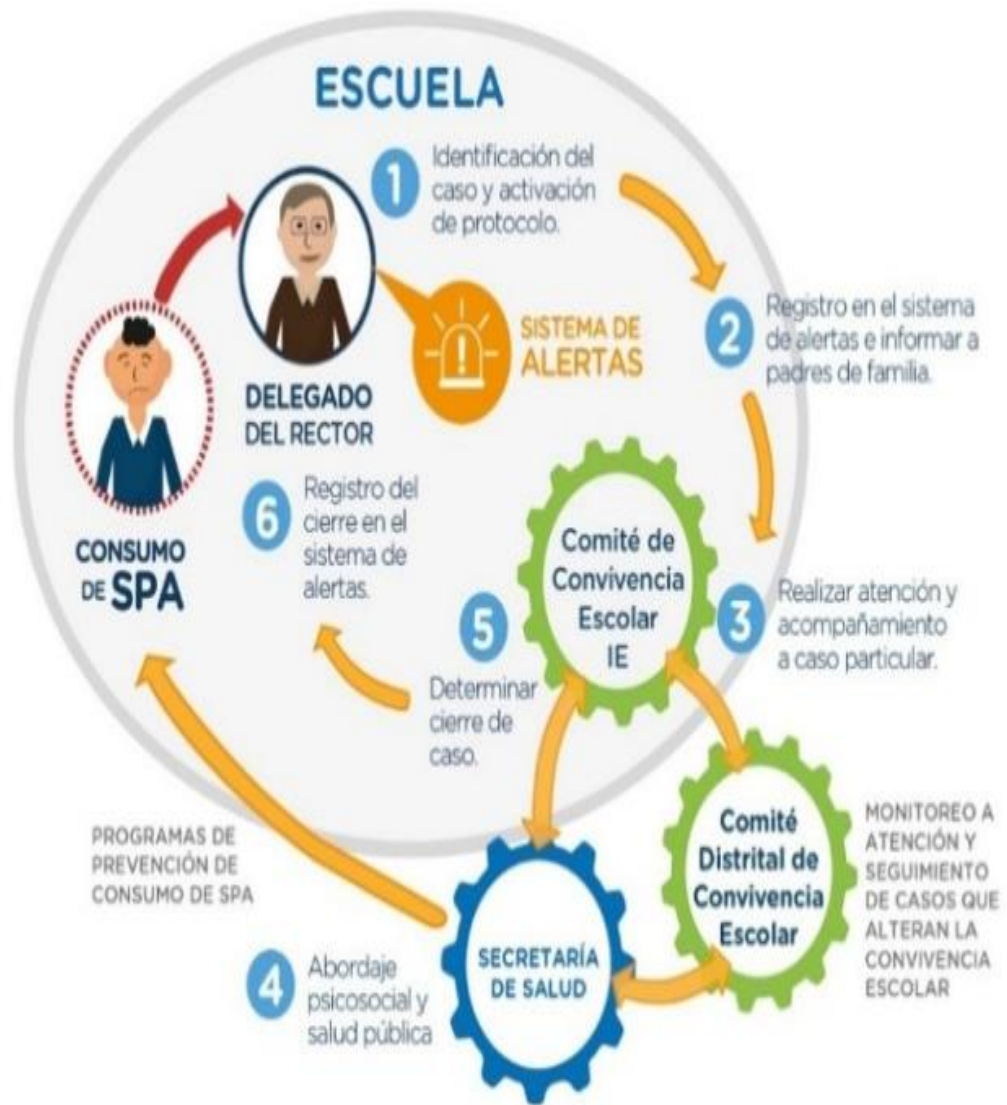 ESCUELA
1
Identificación del
caso y activación
de protocolo.
2
Registro en el sistema
de alertas e informar a
padres de familia.
SISTEMA DE
ALERTAS
DELEGADO
DEL RECTOR
CONSUMO
DE SPA
6
Registro del
cierre en el
sistema de
alertas.
Comité de
Convivencia
Escolar
IE
3
Realizar atención y
acompañamiento
a caso particular.
5
Determinar
cierre de
caso.
PROGRAMAS DE
PREVENCIÓN DE
CONSUMO DE SPA
Comité
Distrital de
Convivencia
Escolar
MONITOREO A
ATENCIÓN Y
SEGUIMIENTO
DE CASOS QUE
ALTERAN LA
CONVIVENCIA
ESCOLAR
4
Abordaje
psicosocial y
salud pública
SECRETARÍA
DE SALUD